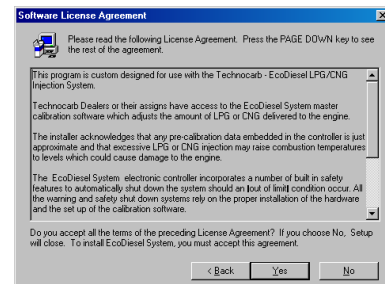 Software License Agreement
Please read the following License Agreement. Press the PAGE DOWN key to see
the rest of the agreement.
This program is custom designed for use with the Technocarb - EcoDiesel LPG/CNG
Injection System.
Technocarb Dealers or their assigns have access to the EcoDiesel System master
calibration software which adjusts the amount of LPG or CNG delivered to the engine.
The installer acknowledges that any pre-calibration data embedded in the controller is just
approximate and that excessive LPG or CNG injection may raise combustion temperatures
to levels which could cause damage to the engine.
The EcoDiesel System electronic controller incorporates a number of built in safety
features to automatically shut down the system should an |out of limit| condition occur. All
the warning and safety shut down systems rely on the proper installation of the hardware
and the set up of the calibration software.
Do you accept all the terms of the preceding License Agreement? If you choose No, Setup
will close. To install EcoDiesel System, you must accept this agreement.
< Back
Yes
No